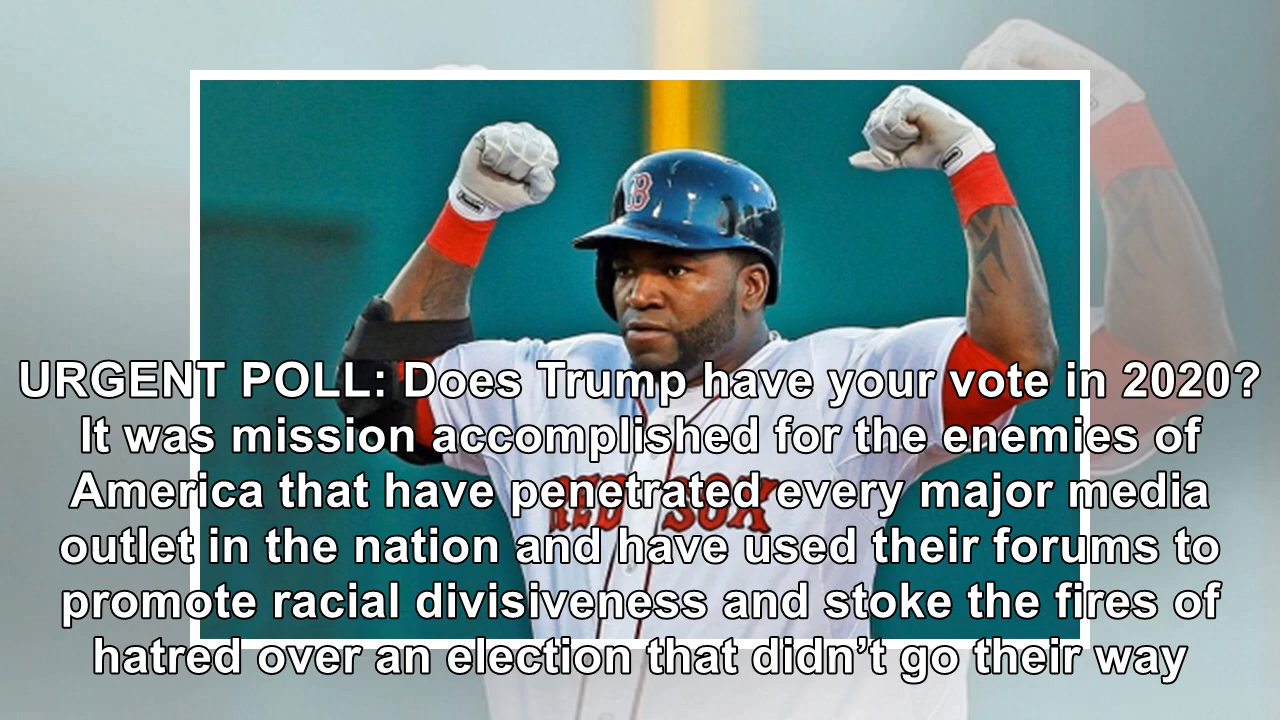 B
URGENT POLL: Does Trump have your vote in 2020?
It was mission accomplished for the enemies of
America that have penetrated every major media
outlet in the nation and have used their forums to
promote racial divisiveness and stoke the fires of
hatred over an election that didn’t go their way
RED SOX